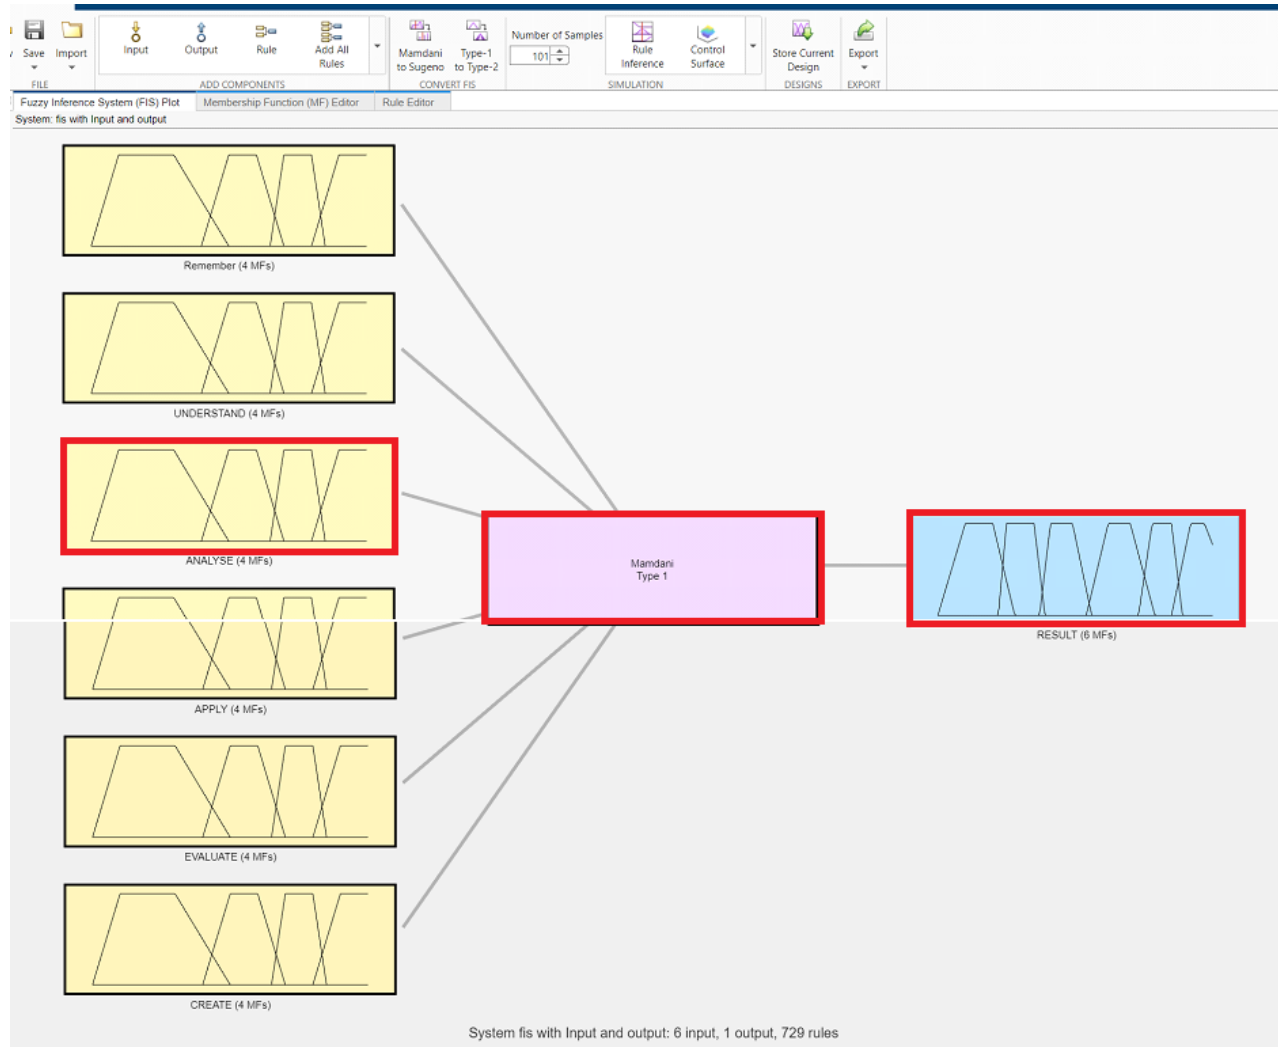 Save
Import
Input
Output
Rule
Add All
Rules
Mamdani
to Sugeno
Type-1
to Type-2
Number of Samples
101
Rule
Inference
Control
Surface
Store Current
Design
Export
FILE
ADD COMPONENTS
CONVERT FIS
SIMULATION
DESIGNS
EXPORT
Fuzzy Inference System (FIS) Plot
Membership Function (MF) Editor
Rule Editor
System: fis with Input and output
Remember (4 MFs)
UNDERSTAND (4 MFs)
ANALYSE (4 MFs)
Mamdani
Type 1
RESULT (6 MFs)
APPLY (4 MFs)
EVALUATE (4 MFs)
CREATE (4 MFs)
System fis with Input and output: 6 input, 1 output, 729 rules